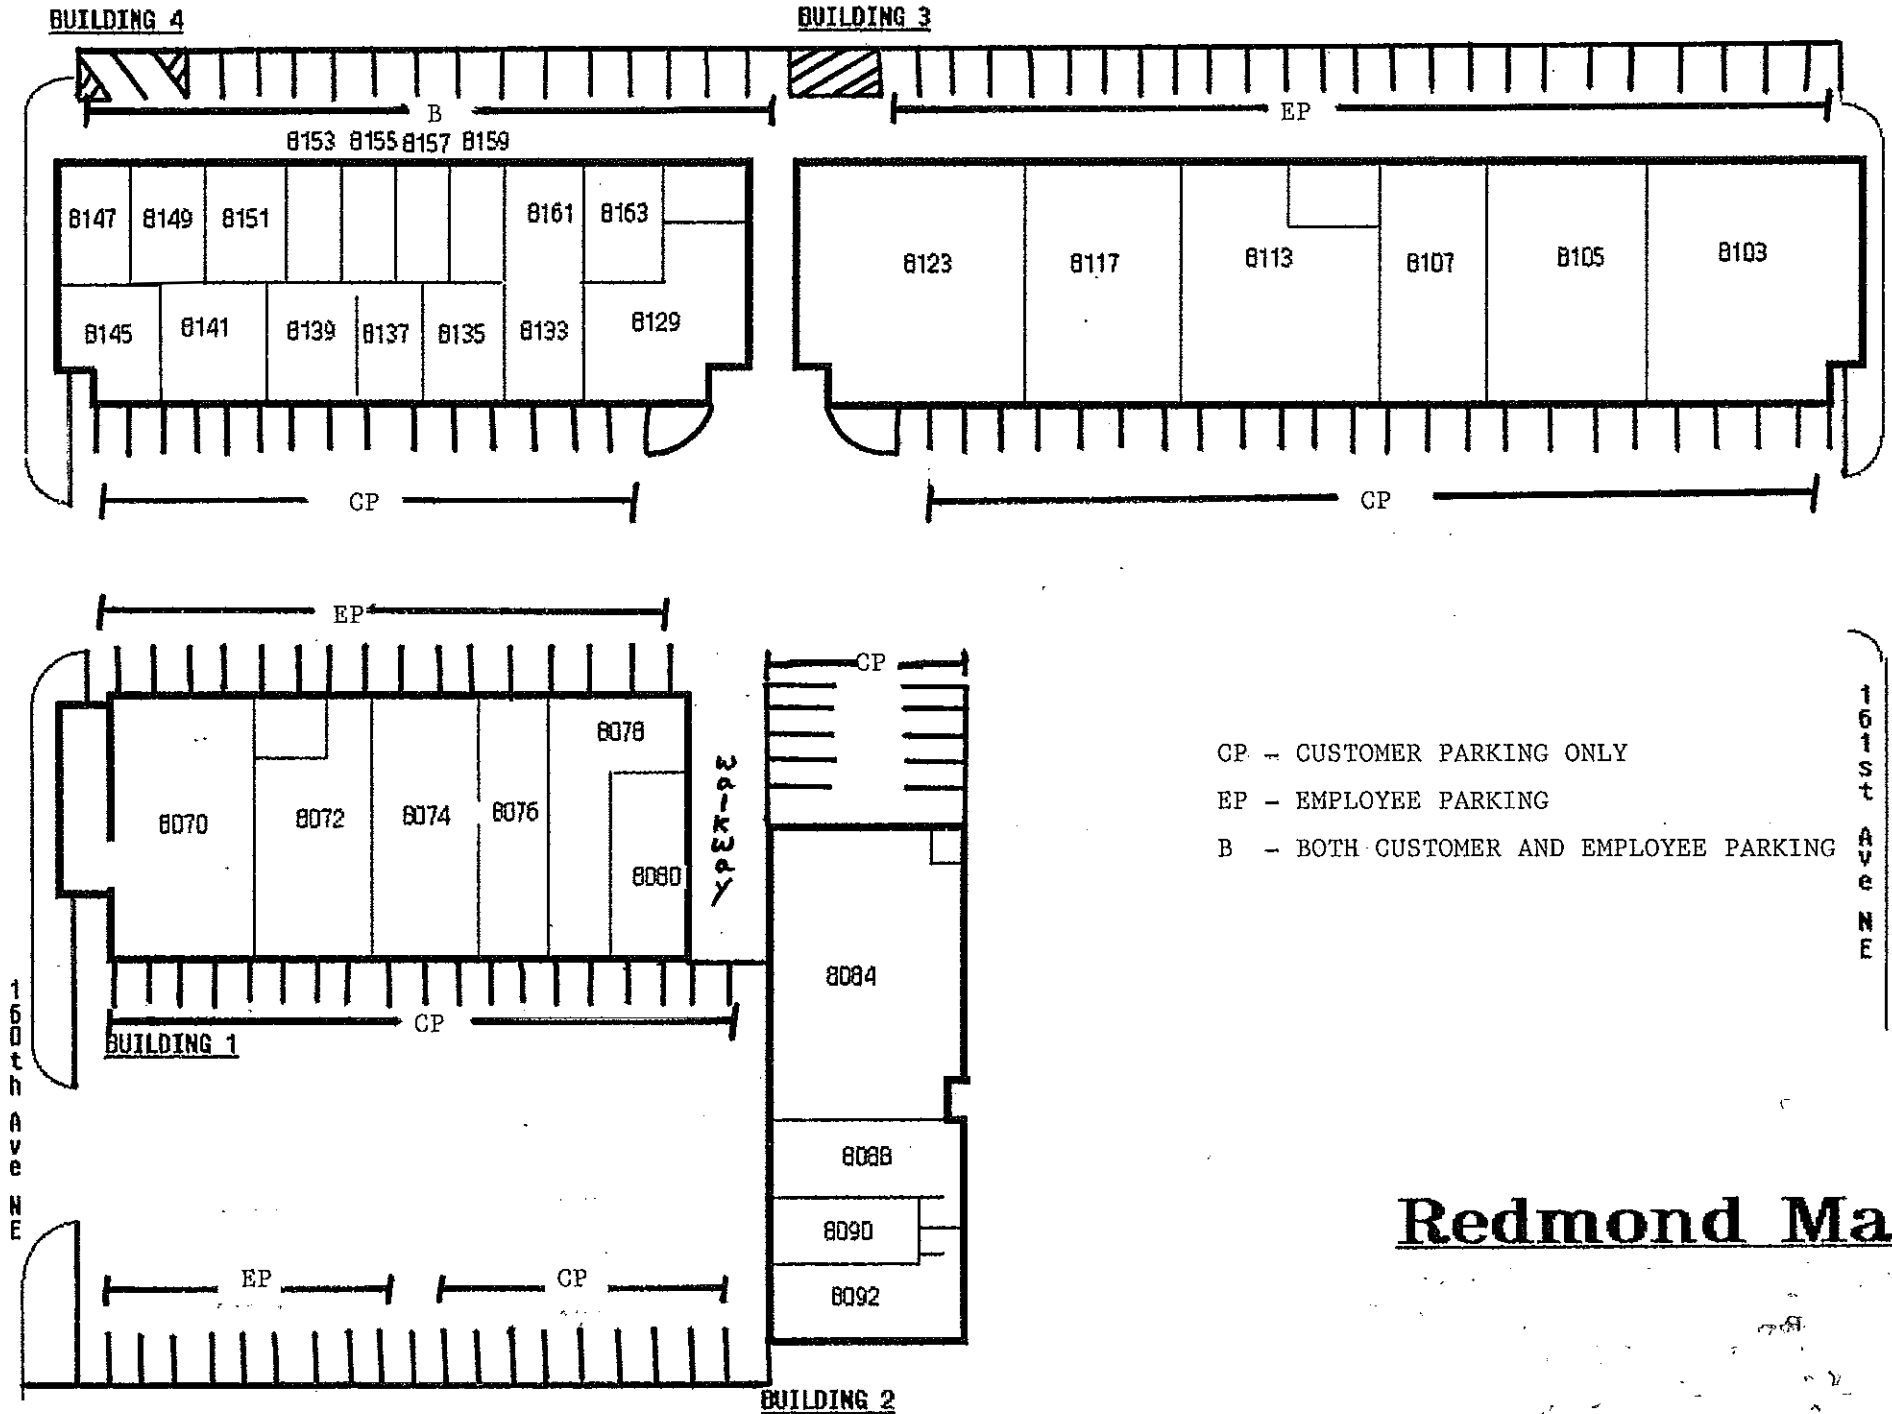 BUILDING 4
BUILDING 3
B
EP
8153 8155 8157 8159
8147 8149 8151 8161 8163
8123 8117 8113 8107 8105 8103
8145 8141 8139 8137 8135 8133 8129
CP
CP
EP
CP
161st Ave NE
8078
walkway
CP - CUSTOMER PARKING ONLY
EP - EMPLOYEE PARKING
B - BOTH CUSTOMER AND EMPLOYEE PARKING
8070 8072 8074 8076
8080
8084
160th Ave NE
CP
BUILDING 1
8088
8090
Redmond Ma
EP
CP
8092
BUILDING 2